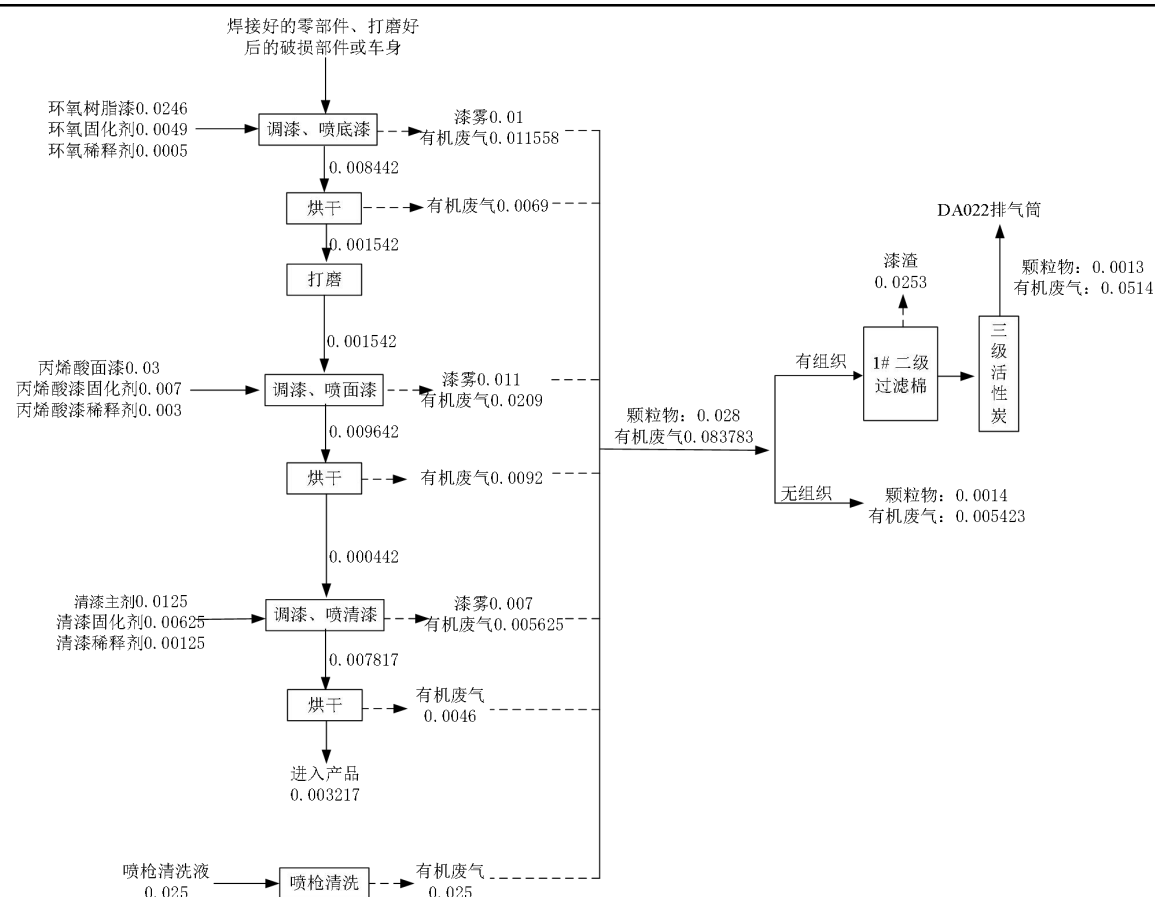 焊接好的零部件、打磨好
后的破损部件或车身
环氧树脂漆0.0246
环氧固化剂0.0049
环氧稀释剂0.0005
调漆、喷底漆
漆雾0.01
有机废气0.011558
0.008442
烘干
有机废气0.0069
0.001542
打磨
0.001542
丙烯酸面漆0.03
丙烯酸漆固化剂0.007
丙烯酸漆稀释剂0.003
调漆、喷面漆
漆雾0.011
有机废气0.0209
0.009642
烘干
有机废气0.0092
0.000442
清漆主剂0.0125
清漆固化剂0.00625
清漆稀释剂0.00125
调漆、喷清漆
漆雾0.007
有机废气0.005625
0.007817
烘干
有机废气
0.0046
进入产品
0.003217
喷枪清洗液
0.025
喷枪清洗
有机废气
0.025
颗粒物：0.028
有机废气0.083783
有组织
1#二级
过滤棉
漆渣
0.0253
三级活性炭
DA022排气筒
颗粒物：0.0013
有机废气：0.0514
无组织
颗粒物：0.0014
有机废气：0.005423